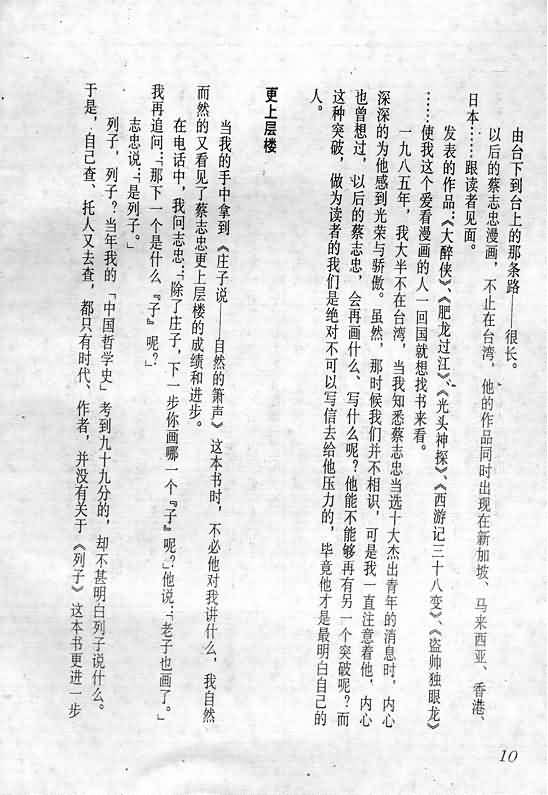 由台下到台上的那条路——很长。
以后的蔡志忠漫画，不止在台湾，他的作品同时出现在新加坡、马来西亚、香港、
日本……跟读者见面。
发表的作品：《大醉侠》、《肥龙过江》、《光头神探》、《西游记三十八变》、《盗帅独眼龙》
……使我这个爱看漫画的人一回国就想找书来看。
一九八五年，我大半不在台湾，当我知悉蔡志忠当选十大杰出青年的消息时，内心
深深的为他感到光荣与骄傲。虽然，那时候我们并不相识，可是我一直注意着他，内心
也曾想过，以后的蔡志忠，会再画什么、写什么呢？他能不能够再有另一个突破呢？而
这种突破，做为读者的我们是绝对不可以写信去给他压力的，毕竟他才是最明白自己的
人。
更上层楼
当我的手中拿到《庄子说——自然的箫声》这本书时，不必他对我讲什么，我自然
而然的又看见了蔡志忠更上层楼的成绩和进步。
在电话中，我问志忠：「除了庄子，下一步你画哪一个『子』呢？」他说：「老子也画了。」
我再追问：「那下一个是什么『子』呢？」
志忠说：「是列子。」
列子，列子？当年我的「中国哲学史」考到九十九分的，却不甚明白列子说什么。
于是，自己查、托人又去查，都只有时代、作者，并没有关于《列子》这本书更进一步
10